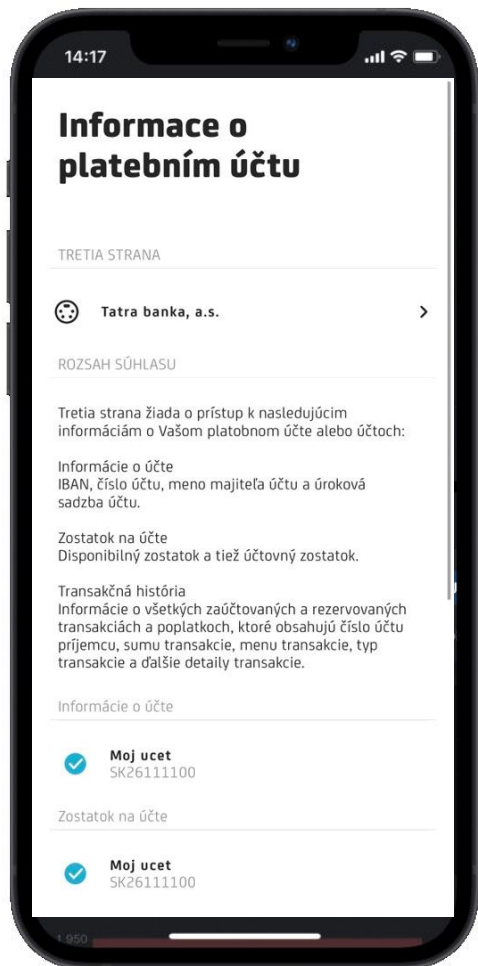 14:17
Informace o
platebním účtu
TRETIA STRANA
Tatra banka, a.s.
ROZSAH SÚHLASU
Tretia strana žiada o prístup k nasledujúcim
informáciám o Vašom platobnom účte alebo účtoch:
Informácie o účte
IBAN, číslo účtu, meno majiteľa účtu a úroková
sadzba účtu.
Zostatok na účte
Disponibilný zostatok a tiež účtovný zostatok.
Transakčná história
Informácie o všetkých zaúčtovaných a rezervovaných
transakciách a poplatkoch, ktoré obsahujú číslo účtu
príjemcu, sumu transakcie, menu transakcie, typ
transakcie a ďalšie detaily transakcie.
Informácie o účte
Moj ucet
SK26111100
Zostatok na účte
Moj ucet
SK26111100
1 950